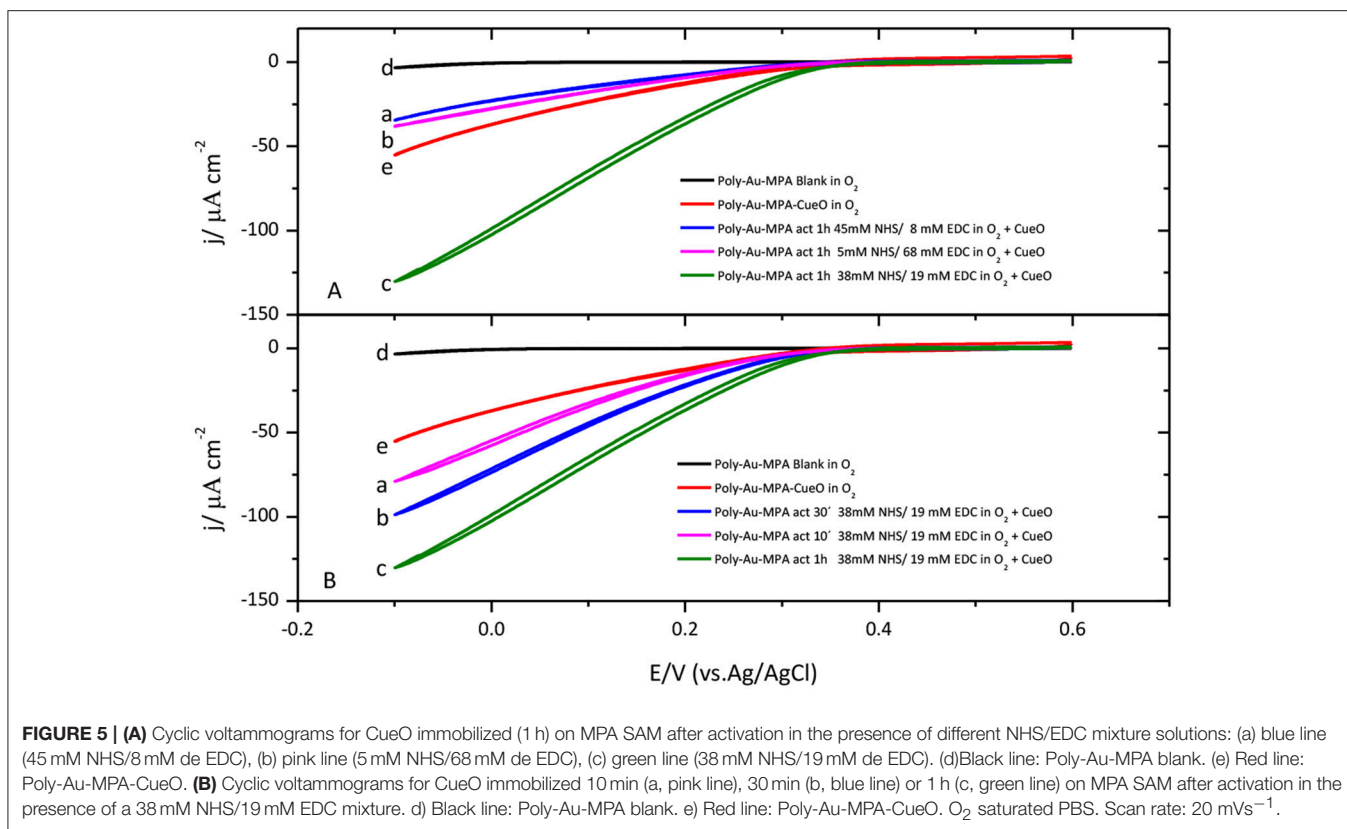 0
-50
-100
-150
j/ µA cm⁻²
d
a
b
e
c
A
Poly-Au-MPA Blank in O₂
Poly-Au-MPA-CueO in O₂
Poly-Au-MPA act 1h 45mM NHS/ 8 mM EDC in O₂ + CueO
Poly-Au-MPA act 1h 5mM NHS/ 68 mM EDC in O₂ + CueO
Poly-Au-MPA act 1h 38mM NHS/ 19 mM EDC in O₂ + CueO
0
-50
-100
-150
j/ µA cm⁻²
d
e
a
b
c
B
Poly-Au-MPA Blank in O₂
Poly-Au-MPA-CueO in O₂
Poly-Au-MPA act 30´ 38mM NHS/ 19 mM EDC in O₂ + CueO
Poly-Au-MPA act 10´ 38mM NHS/ 19 mM EDC in O₂ + CueO
Poly-Au-MPA act 1h 38mM NHS/ 19 mM EDC in O₂ + CueO
-0.2 0.0 0.2 0.4 0.6
E/V (vs.Ag/AgCl)
FIGURE 5 | (A) Cyclic voltammograms for CueO immobilized (1 h) on MPA SAM after activation in the presence of different NHS/EDC mixture solutions: (a) blue line
(45 mM NHS/8 mM de EDC), (b) pink line (5 mM NHS/68 mM de EDC), (c) green line (38 mM NHS/19 mM de EDC). (d)Black line: Poly-Au-MPA blank. (e) Red line:
Poly-Au-MPA-CueO. (B) Cyclic voltammograms for CueO immobilized 10 min (a, pink line), 30 min (b, blue line) or 1 h (c, green line) on MPA SAM after activation in the
presence of a 38 mM NHS/19 mM EDC mixture. d) Black line: Poly-Au-MPA blank. e) Red line: Poly-Au-MPA-CueO. O₂ saturated PBS. Scan rate: 20 mVs⁻¹.